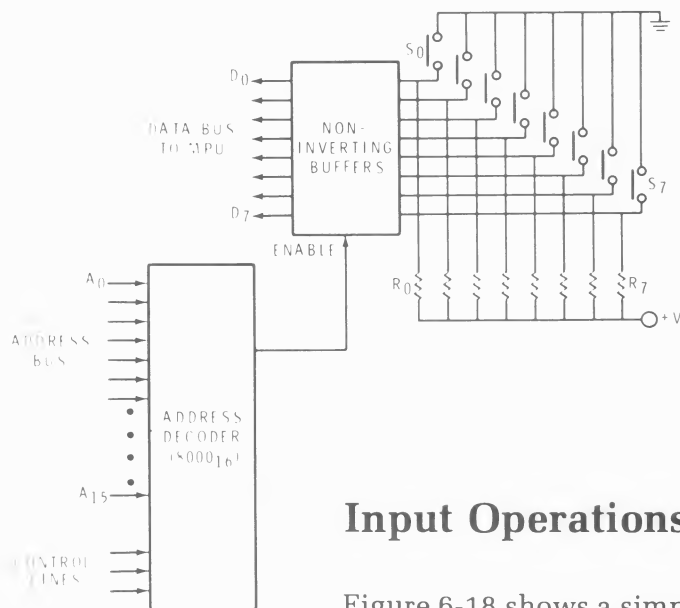 S0
D0
DATA BUS
TO MPU
NON-
INVERTING
BUFFERS
D7
S7
ENABLE
R0
R7
+ V
A0
ADDRESS
BUS
ADDRESS
DECODER
(8000₁₆)
A15
CONTROL
LINES
Input Operations
Figure 6-18 shows a simp